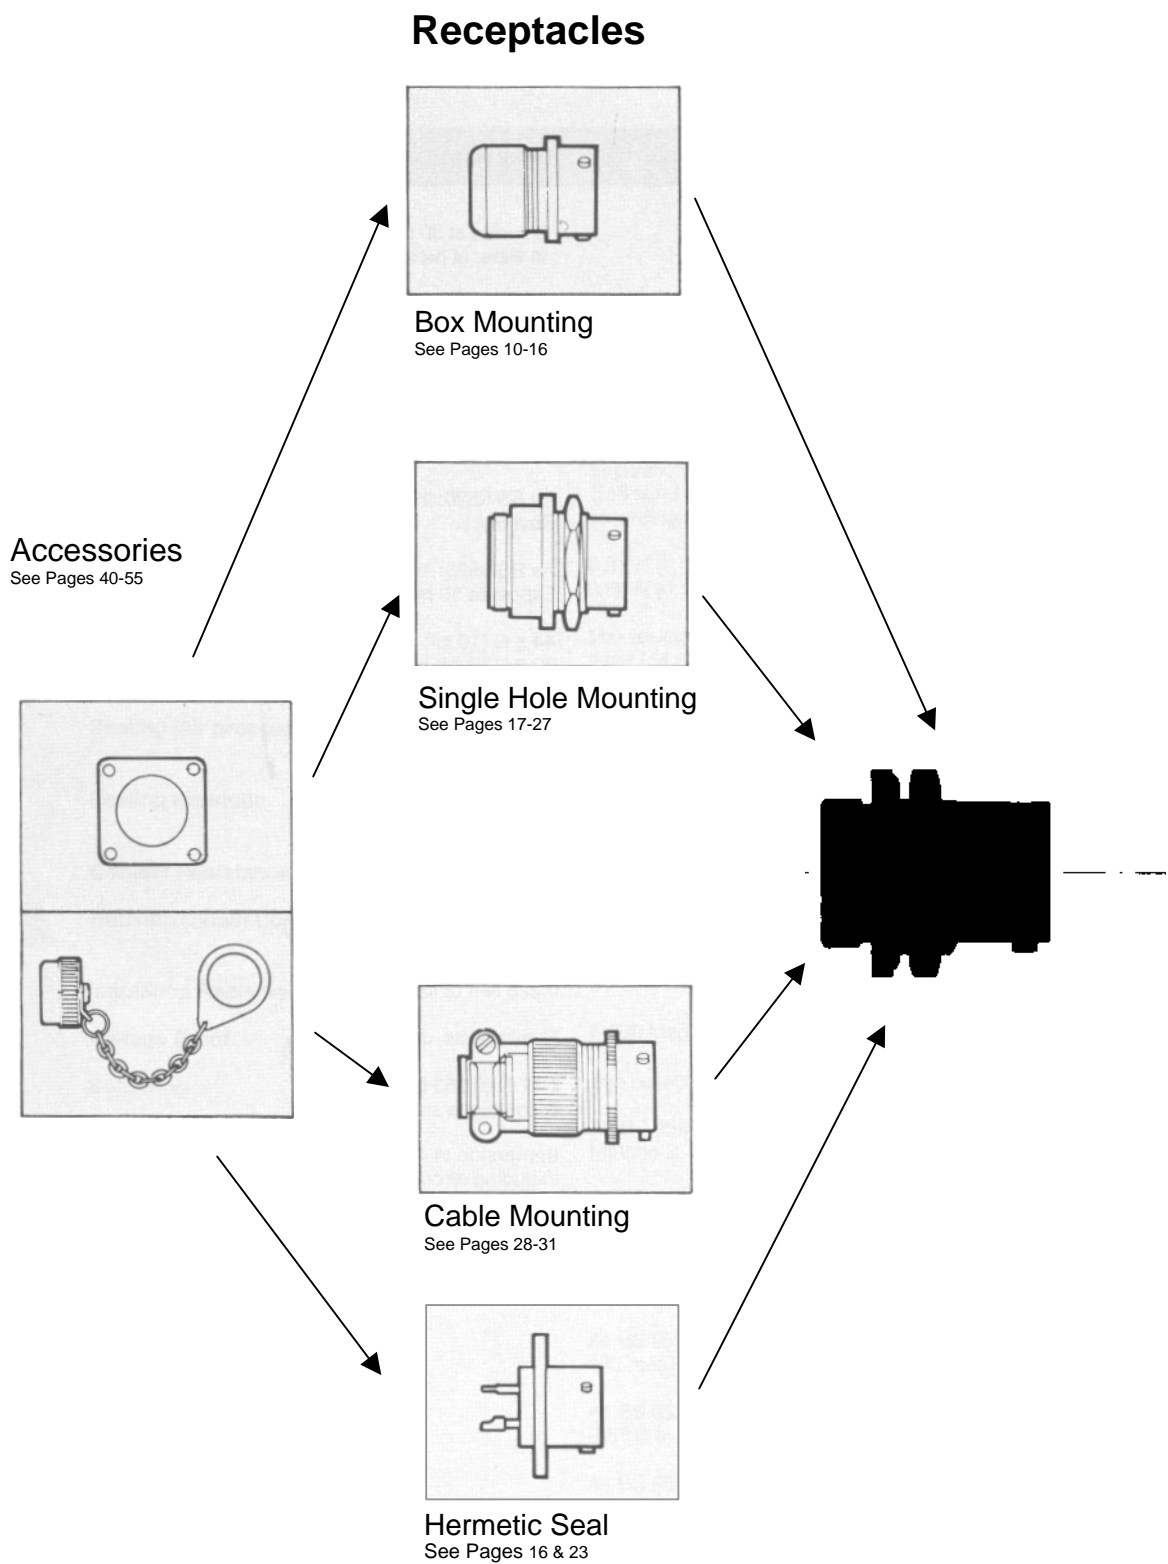 Receptacles
Box Mounting
See Pages 10-16
Accessories
See Pages 40-55
Single Hole Mounting
See Pages 17-27
Cable Mounting
See Pages 28-31
Hermetic Seal
See Pages 16 & 23